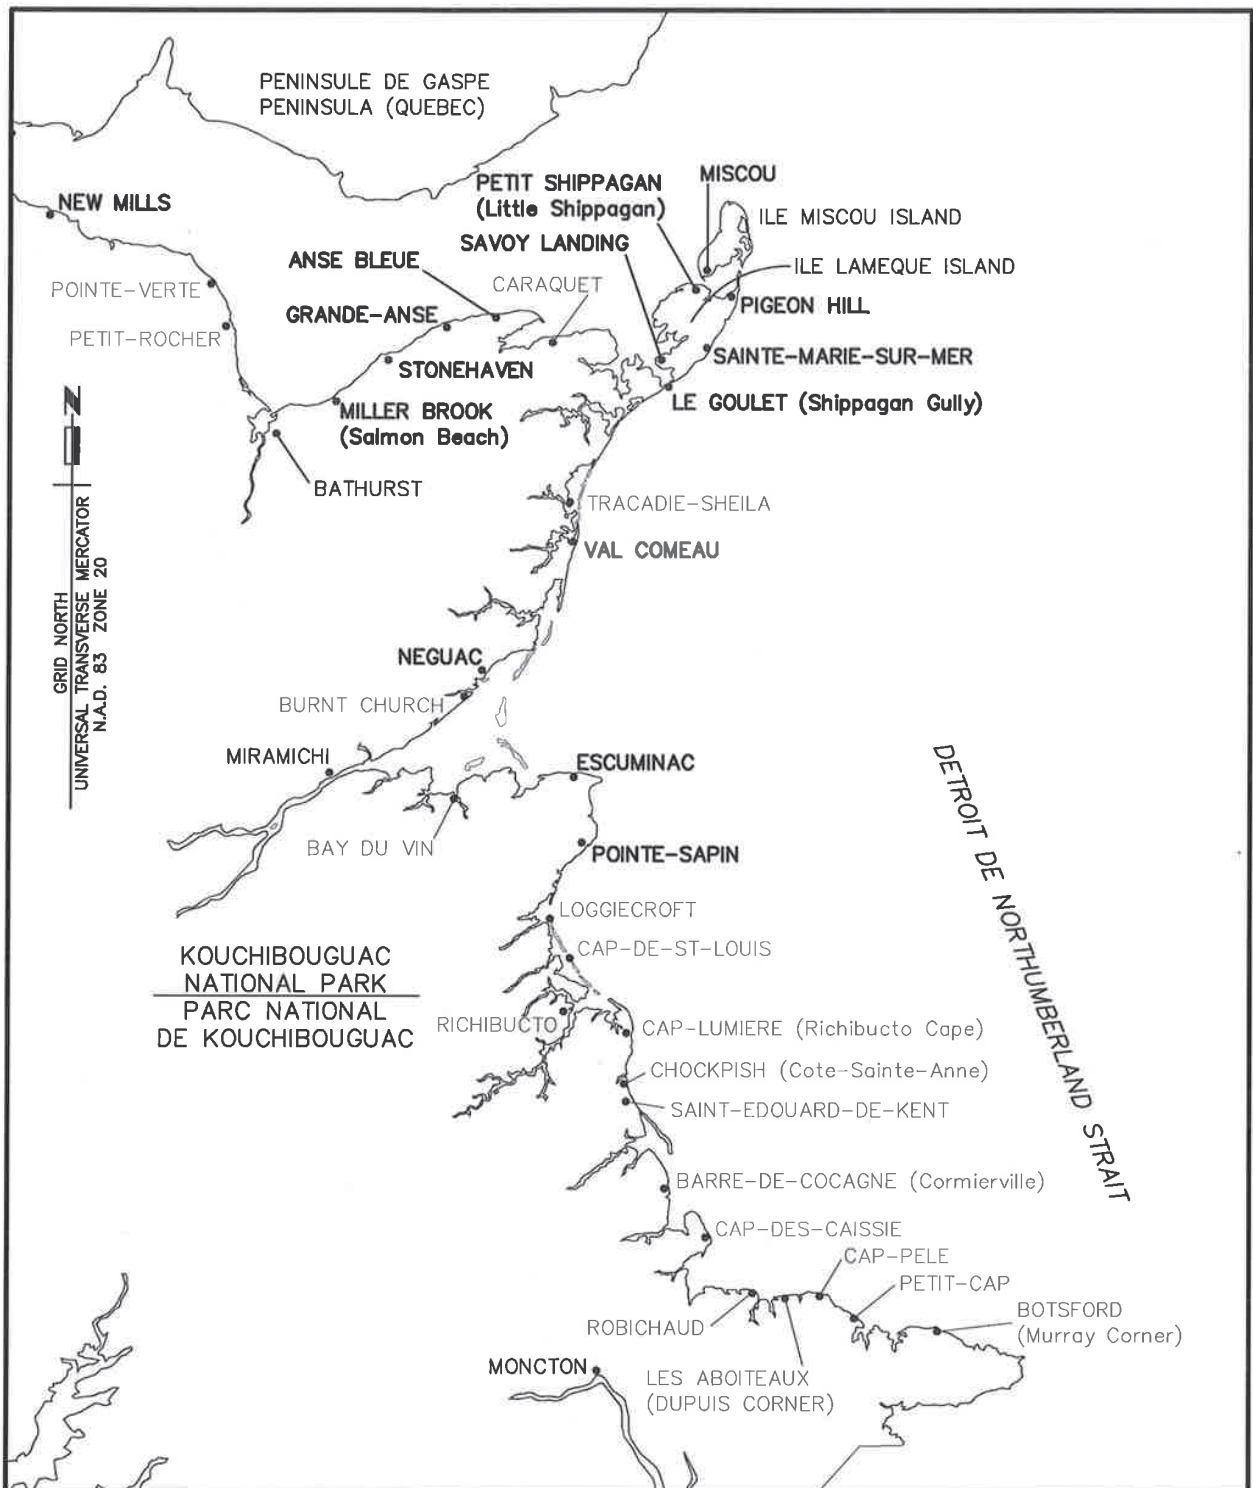 PENINSULE DE GASPE
PENINSULA (QUEBEC)
NEW MILLS
PETIT SHIPPAGAN
(Little Shippagan)
MISCOU
ILE MISCOU ISLAND
SAVOY LANDING
ANSE BLEUE
ILE LAMEQUE ISLAND
CARAQUET
POINTE-VERTE
PIGEON HILL
GRANDE-ANSE
PETIT-ROCHER
SAINTE-MARIE-SUR-MER
STONEHAVEN
LE GOULET (Shippagan Gully)
MILLER BROOK
(Salmon Beach)
BATHURST
N
GRID NORTH
UNIVERSAL TRANSVERSE MERCATOR
N.A.D. 83 ZONE 20
TRACADIE-SHEILA
VAL COMEAU
NEGUAC
BURNT CHURCH
MIRAMICHI
ESCUMINAC
BAY DU VIN
POINTE-SAPIN
DETROIT DE NORTHUMBERLAND STRAIT
LOGGIECROFT
CAP-DE-ST-LOUIS
KOUCHIBOUGUAC
NATIONAL PARK
PARC NATIONAL
DE KOUCHIBOUGUAC
RICHIBUCTO
CAP-LUMIERE (Richibucto Cape)
CHOCKPISH (Cote-Sainte-Anne)
SAINT-EDOUARD-DE-KENT
BARRE-DE-COCAGNE (Cormierville)
CAP-DES-CAISSIE
CAP-PELE
PETIT-CAP
BOTSFORD
(Murray Corner)
ROBICHAUD
MONCTON
LES ABOITEAUX
(DUPUIS CORNER)